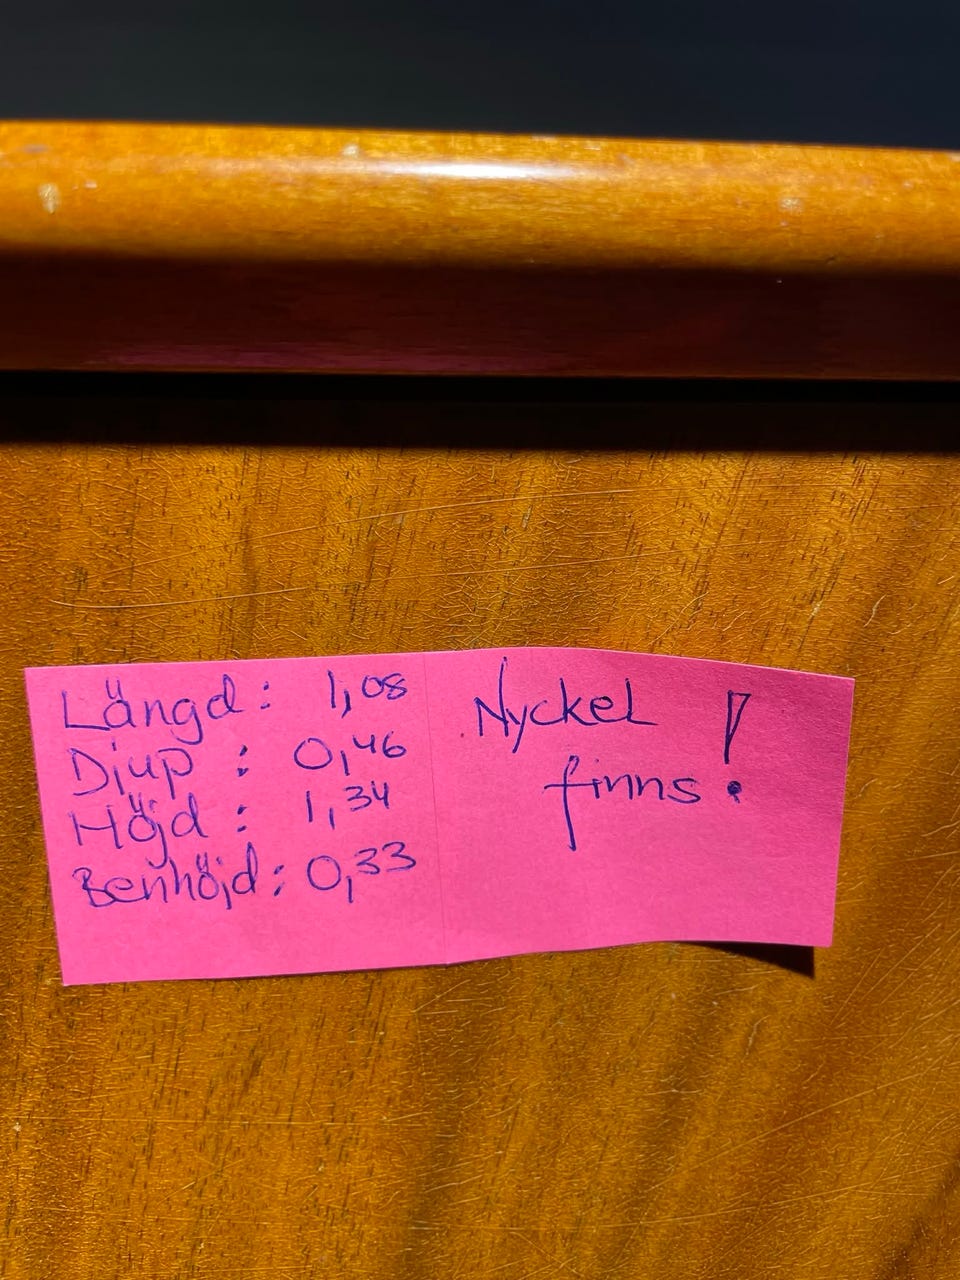 Längd: 1,08
Djup: 0,46
Höjd: 1,34
Benhöjd: 0,33
Nyckel
finns!